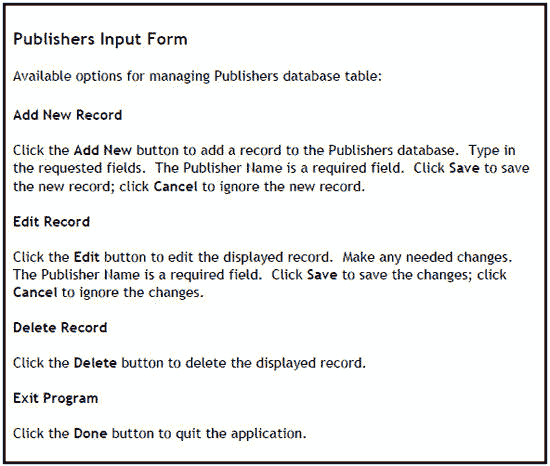 Publishers Input Form
Available options for managing Publishers database table:
Add New Record
Click the Add New button to add a record to the Publishers database. Type in
the requested fields. The Publisher Name is a required field. Click Save to save
the new record; click Cancel to ignore the new record.
Edit Record
Click the Edit button to edit the displayed record. Make any needed changes.
The Publisher Name is a required field. Click Save to save the changes; click
Cancel to ignore the changes.
Delete Record
Click the Delete button to delete the displayed record.
Exit Program
Click the Done button to quit the application.